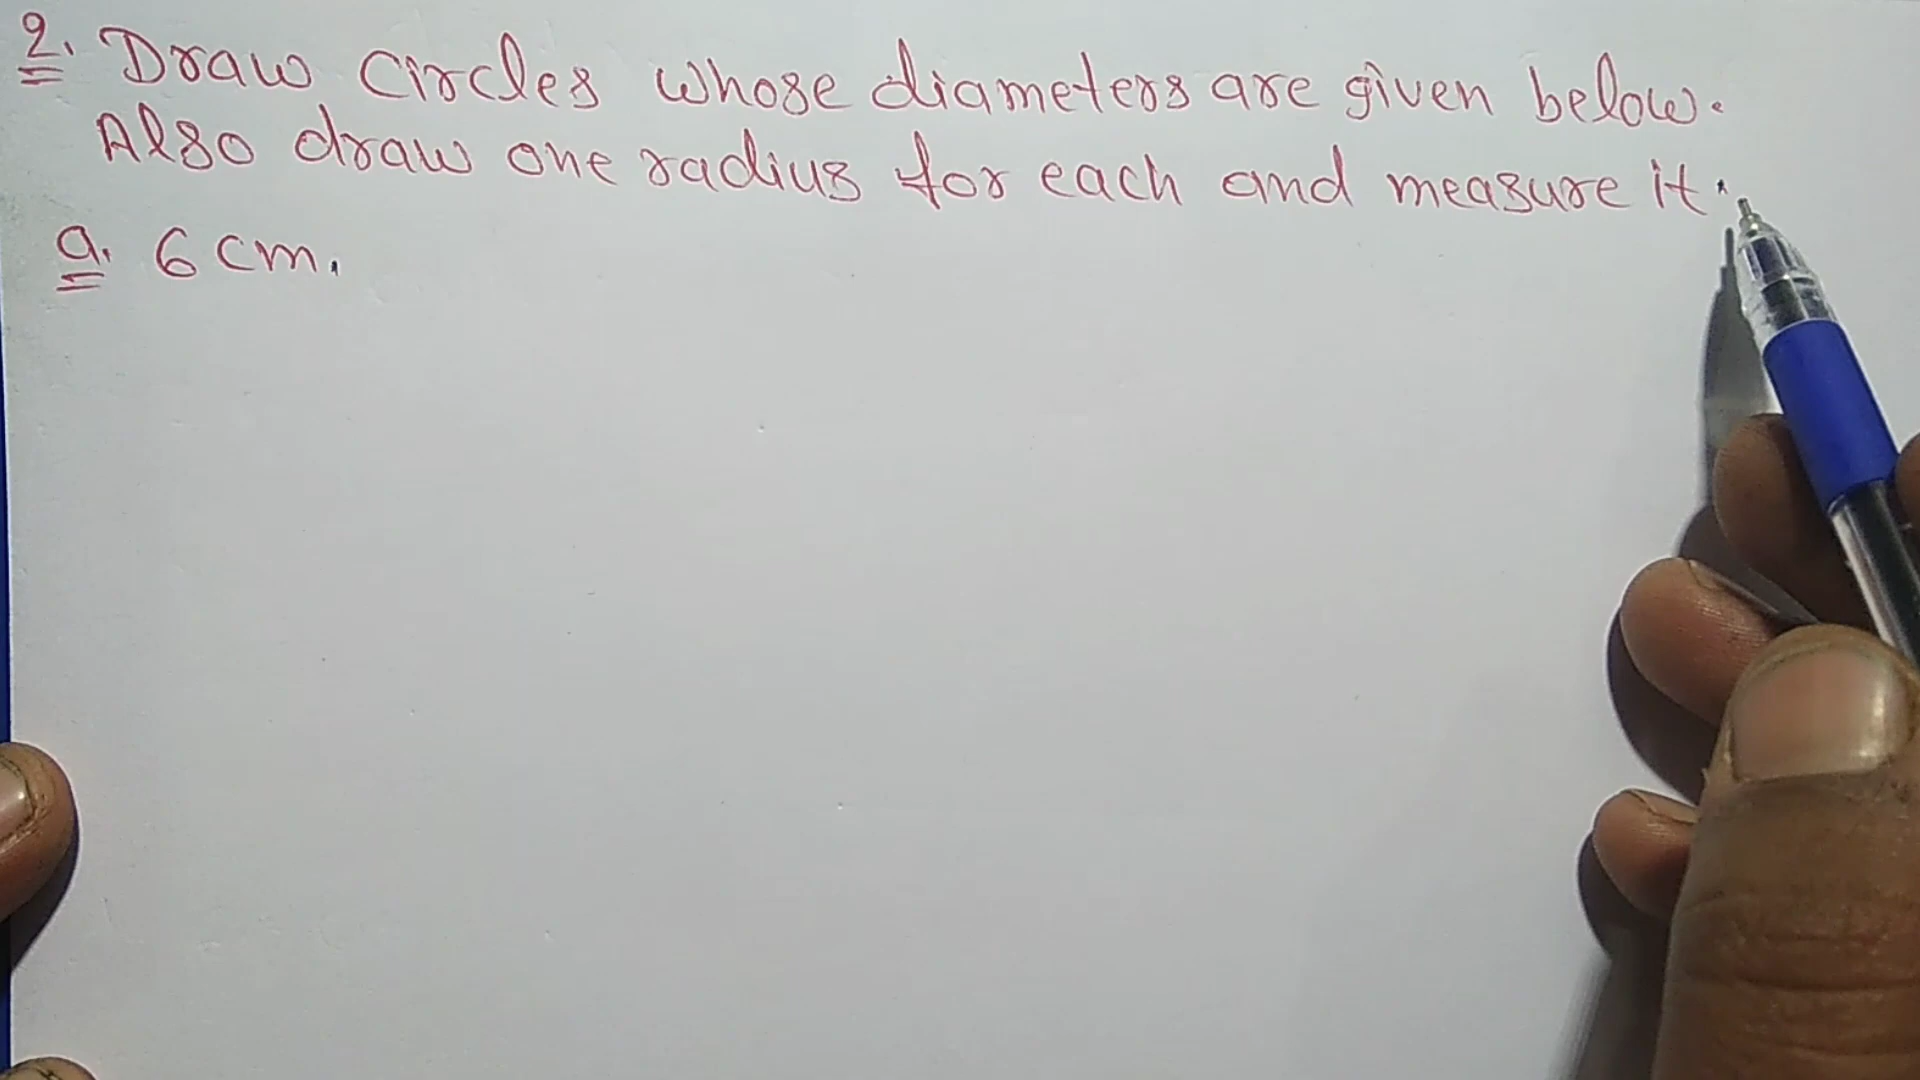 2. Draw circles whose diameters are given below.
Also draw one radius for each and measure it.
a. 6 cm.